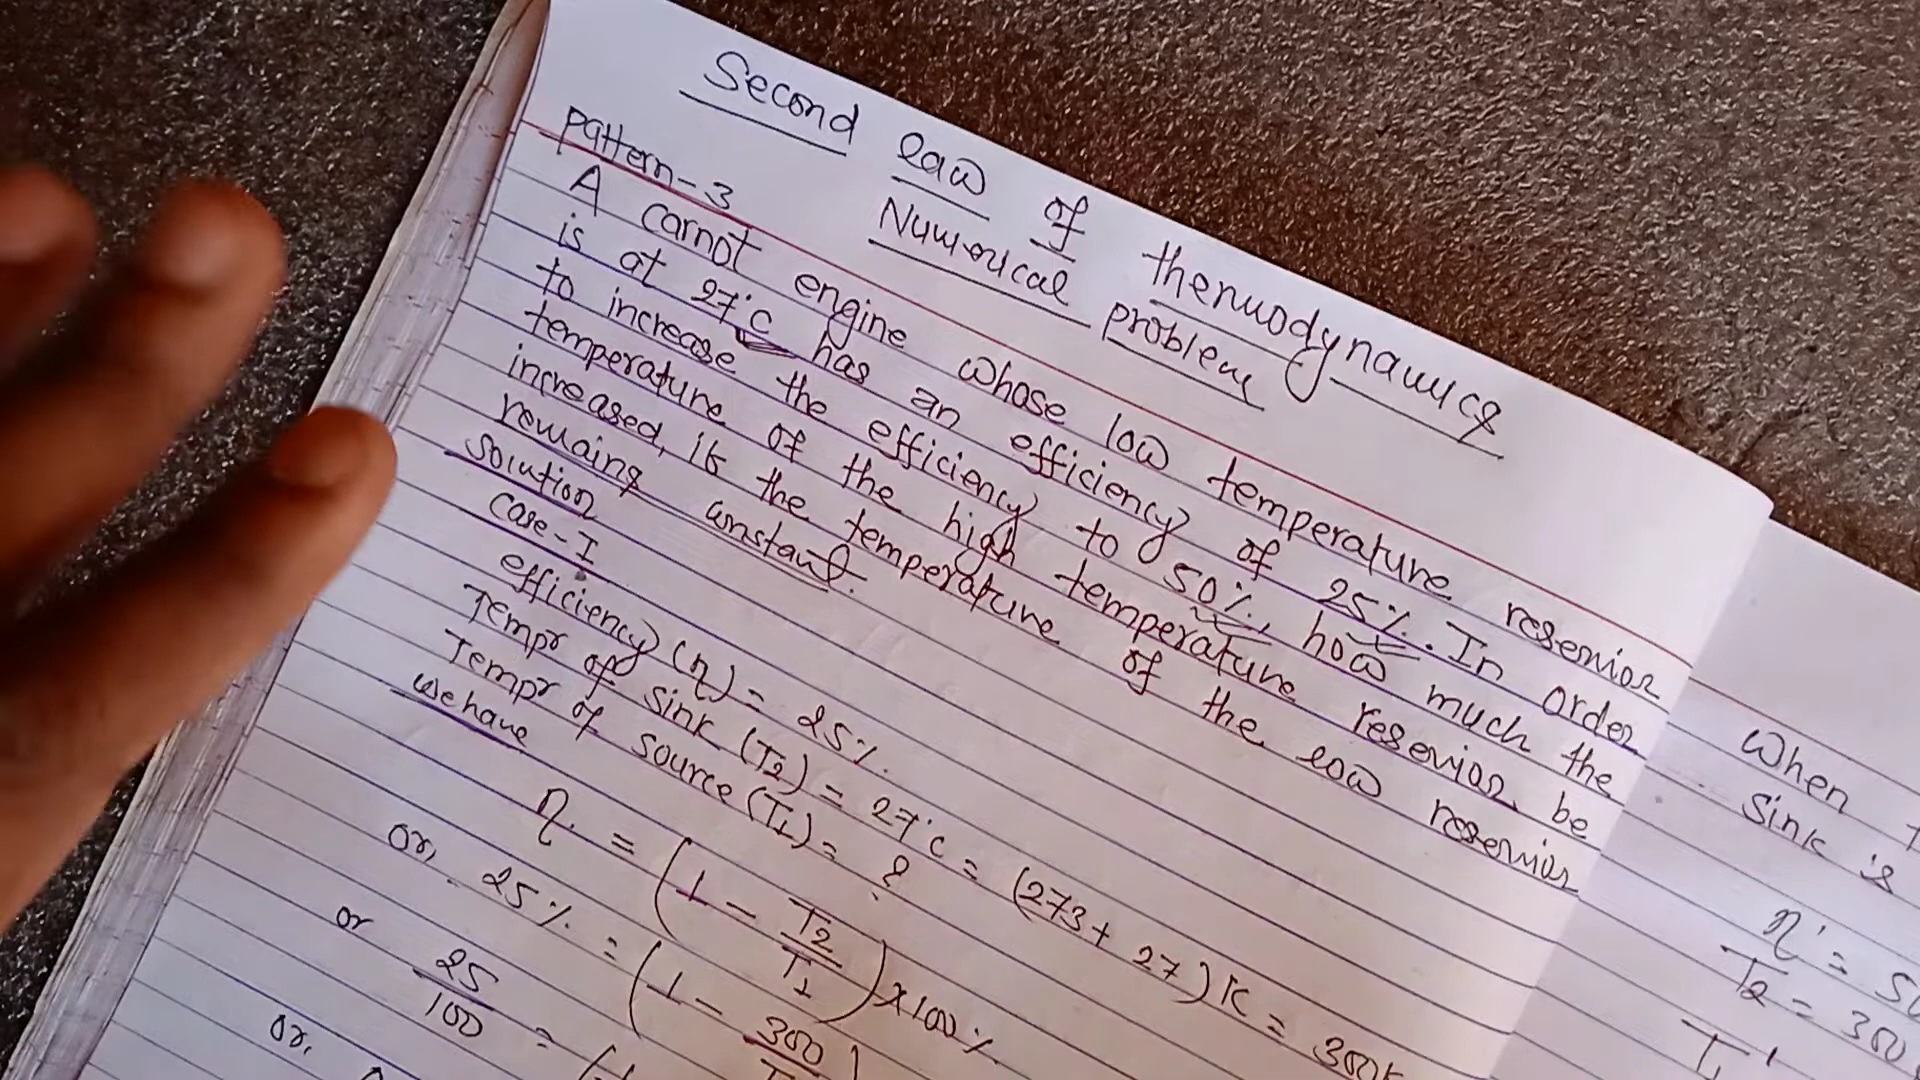 Second law of thermodynamics
Numerical problem
Pattern-3
A carnot engine whose low temperature reservior
is at 27°C has an efficiency of 25%. In order
to increase the efficiency to 50%, how much the
temperature of the high temperature reservior be
increased, if the temperature of the low reservior
remaing constant.
Solution
Case-I
efficiency (η) = 25%.
Tempr of sink (T2) = 27°C = (273+27)K = 300K
Tempr of source (T1) = ?
We have
η = (1 - T2/T1) × 100%
or, 25% = (1 - 300/
or 25/100 = (1
or,
When T
Sink is
η' = 5
T2 = 300
T1'